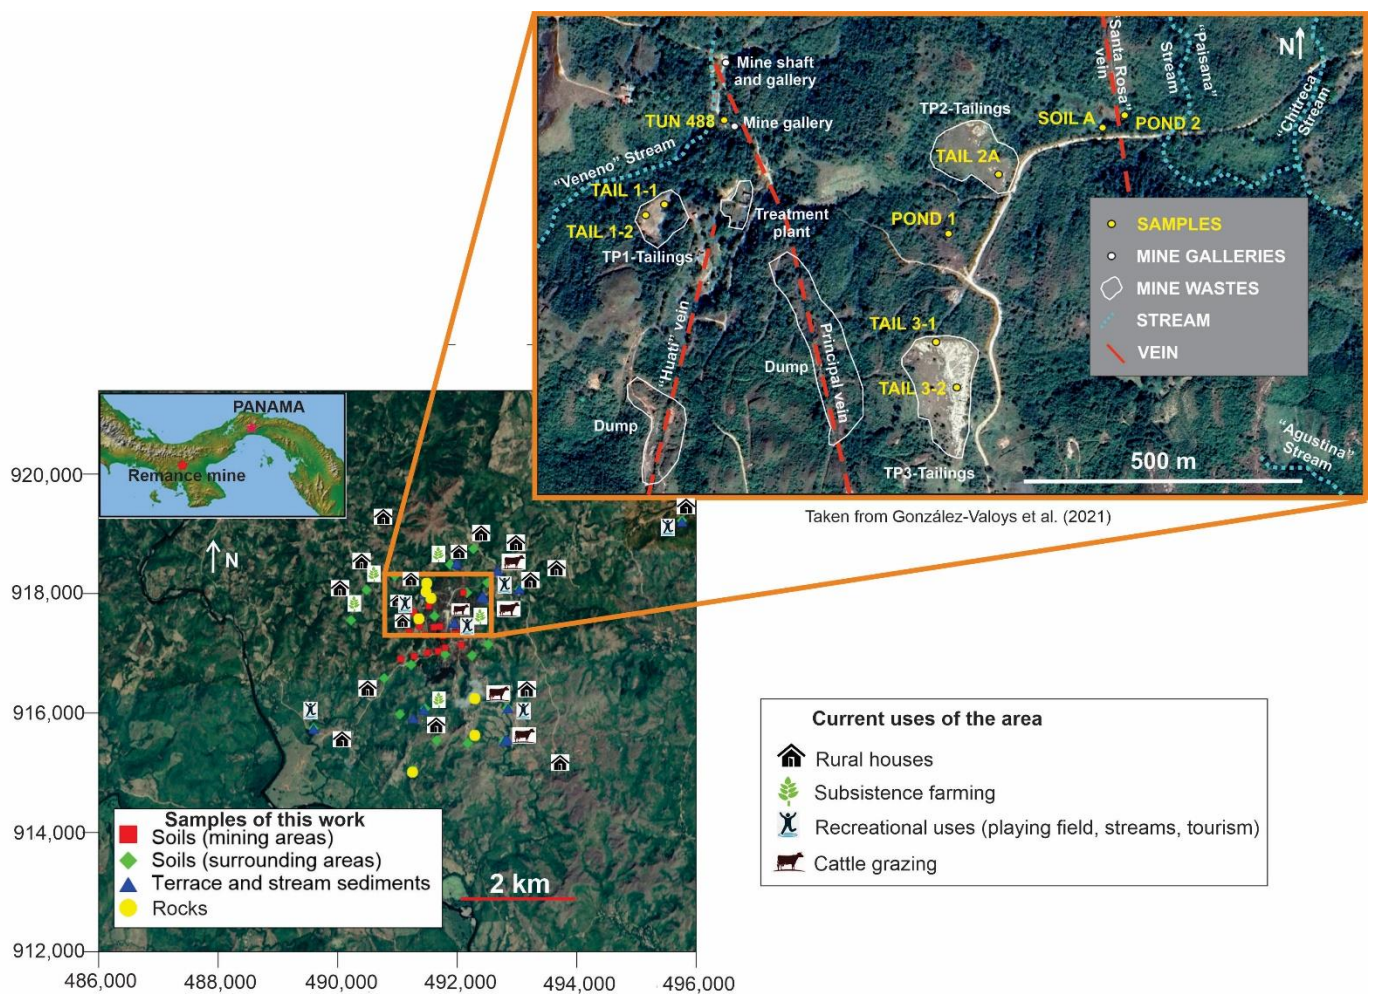 Mine shaft
and gallery
TUN 488
Mine gallery
"Veneno" Stream
TAIL 1-1
TAIL 1-2
TP1-Tailings
Treatment
plant
"Huati" vein
Dump
Dump
Principal vein
TP2-Tailings
TAIL 2A
POND 1
TAIL 3-1
TAIL 3-2
TP3-Tailings
SOIL A
POND 2
"Santa Rosa"
vein
"Paisana"
Stream
"Chitreca"
Stream
N
SAMPLES
MINE GALLERIES
MINE WASTES
STREAM
VEIN
"Agustina"
Stream
500 m
Taken from González-Valoys et al. (2021)
PANAMA
Remance mine
N
920,000
918,000
916,000
914,000
912,000
486,000
488,000
490,000
492,000
494,000
496,000
Samples of this work
Soils (mining areas)
Soils (surrounding areas)
Terrace and stream sediments
Rocks
2 km
Current uses of the area
Rural houses
Subsistence farming
Recreational uses (playing field, streams, tourism)
Cattle grazing